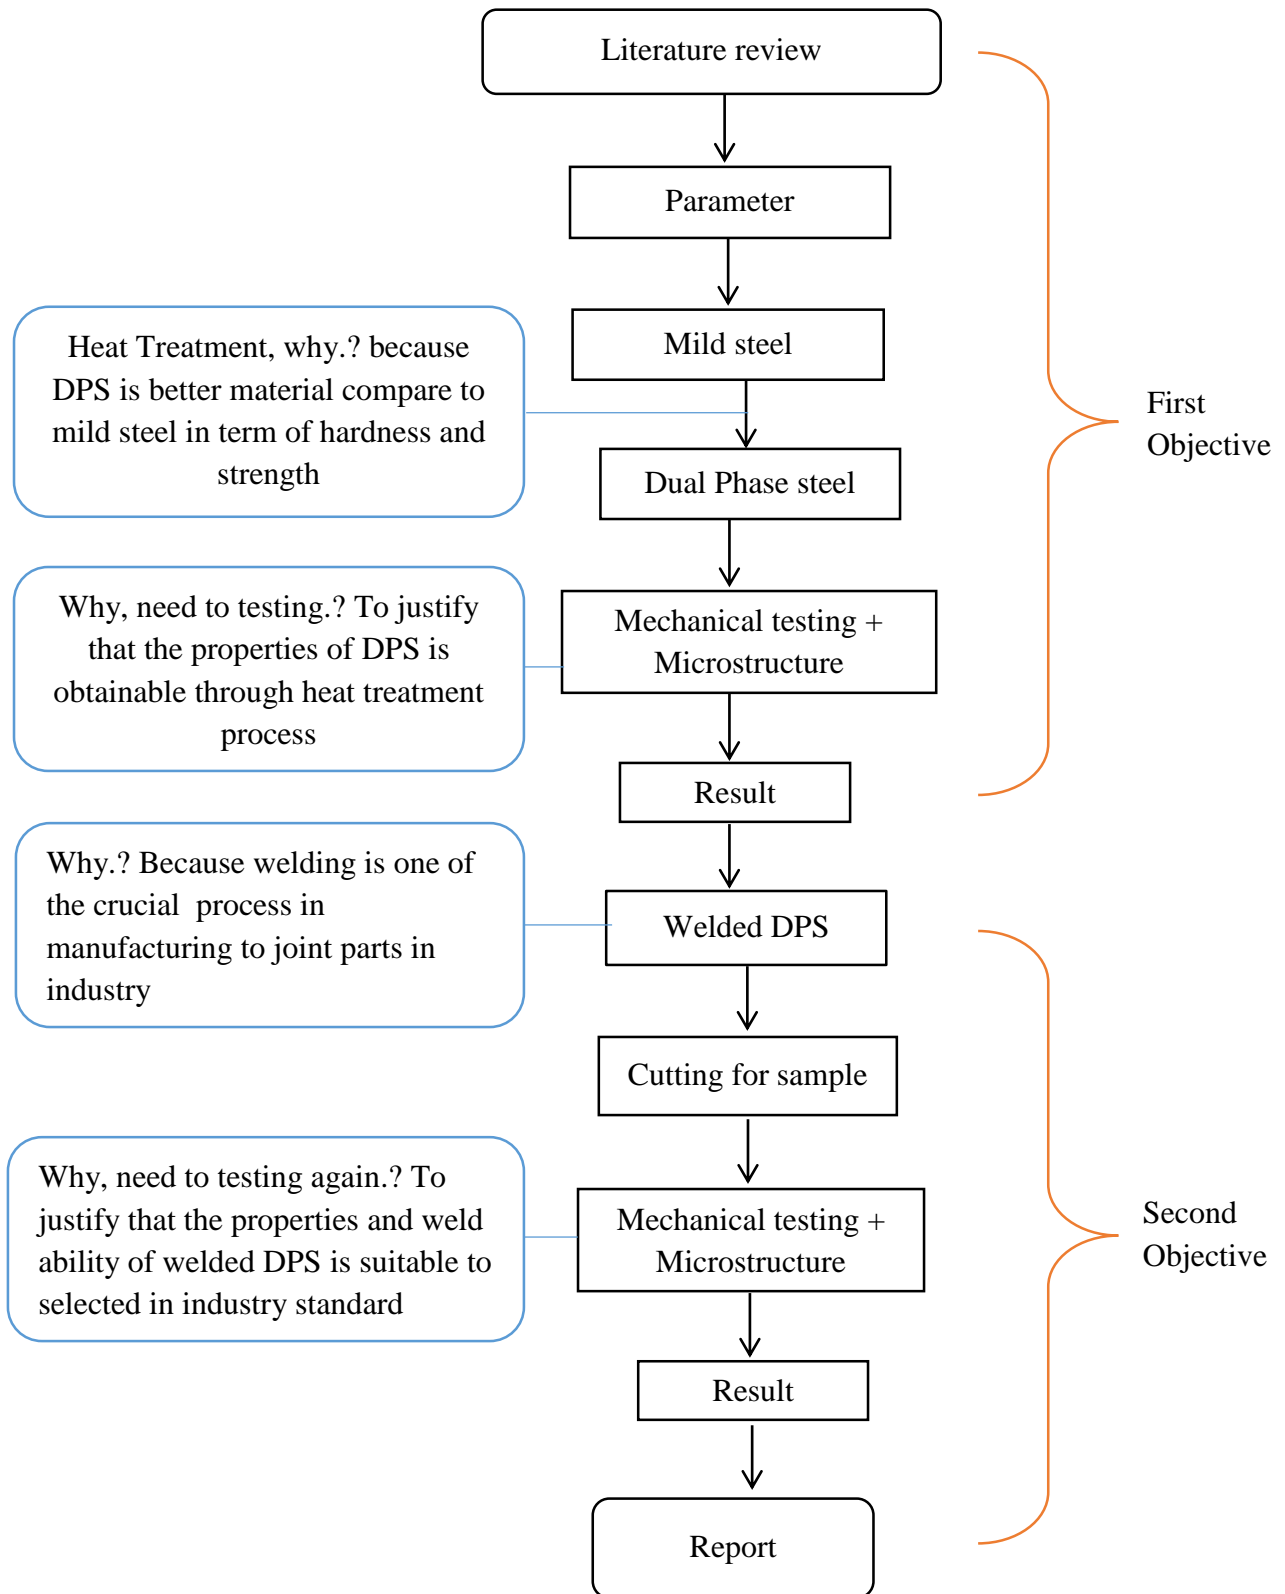 Literature review
Parameter
Mild steel
Heat Treatment, why.? because
DPS is better material compare to
mild steel in term of hardness and
strength
First
Objective
Dual Phase steel
Why, need to testing.? To justify
that the properties of DPS is
obtainable through heat treatment
process
Mechanical testing +
Microstructure
Result
Why.? Because welding is one of
the crucial process in
manufacturing to joint parts in
industry
Welded DPS
Cutting for sample
Why, need to testing again.? To
justify that the properties and weld
ability of welded DPS is suitable to
selected in industry standard
Mechanical testing +
Microstructure
Second
Objective
Result
Report